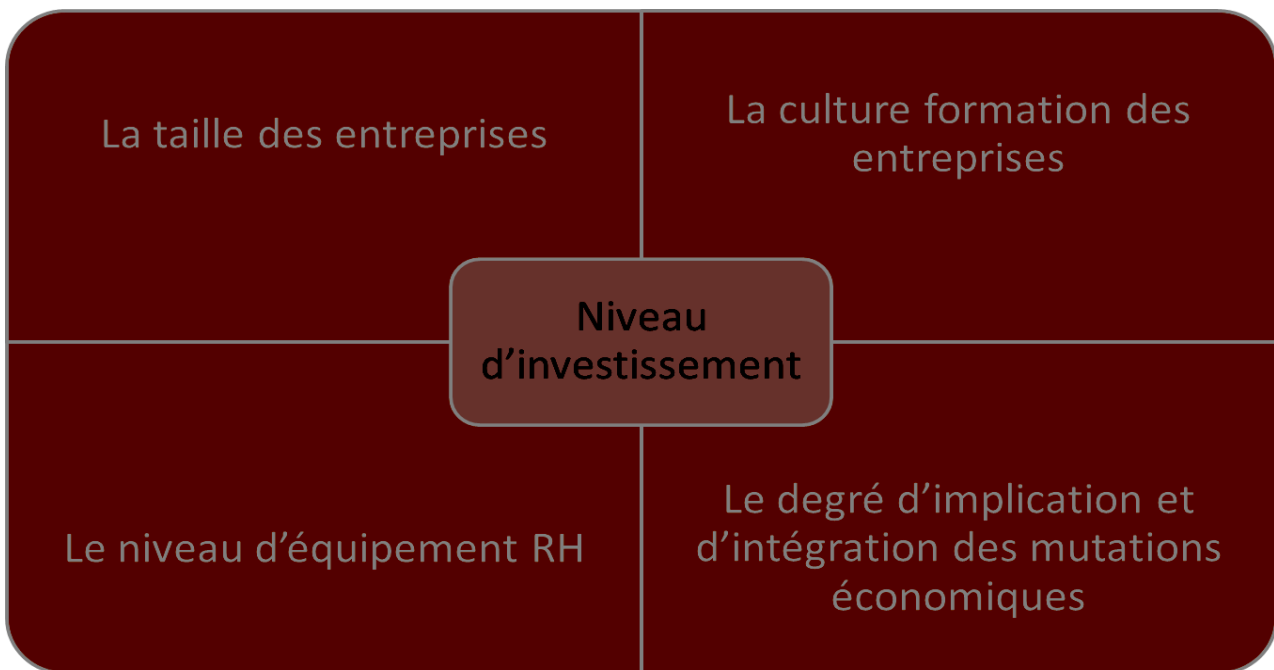 La taille des entreprises
La culture formation des
entreprises
Niveau
d’investissement
Le niveau d’équipement RH
Le degré d’implication et
d’intégration des mutations
économiques